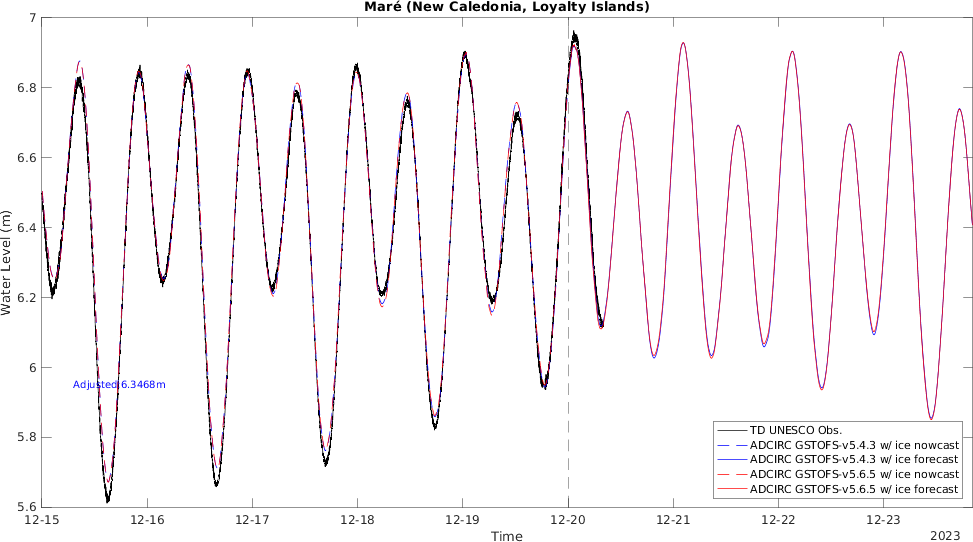 Maré (New Caledonia, Loyalty Islands)
7
6.8
6.6
6.4
6.2
6
5.8
5.6
Water Level (m)
Adjusted:6.3468m
TD UNESCO Obs.
ADCIRC GSTOFS-v5.4.3 w/ ice nowcast
ADCIRC GSTOFS-v5.4.3 w/ ice forecast
ADCIRC GSTOFS-v5.6.5 w/ ice nowcast
ADCIRC GSTOFS-v5.6.5 w/ ice forecast
12-15 12-16 12-17 12-18 12-19 12-20 12-21 12-22 12-23
Time
2023